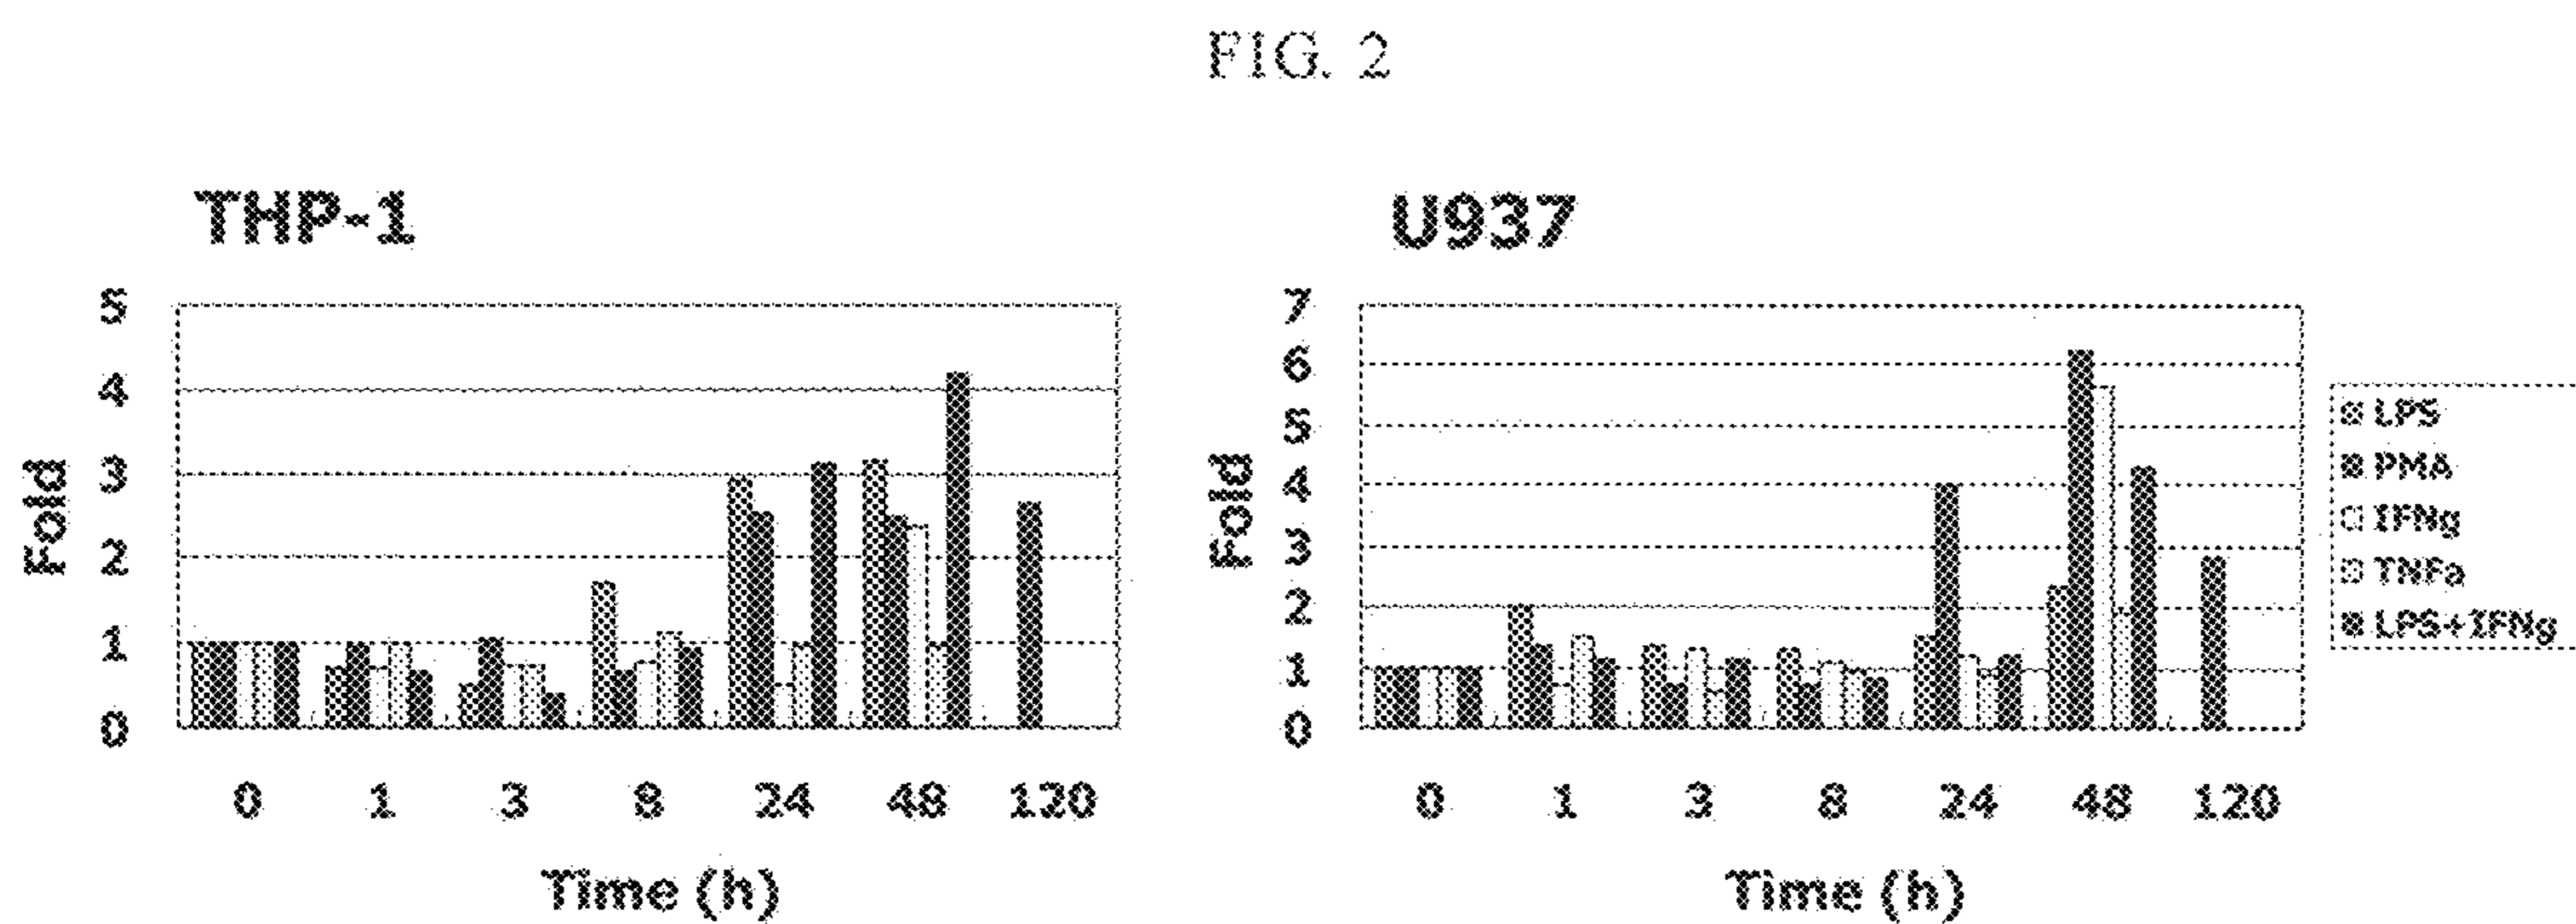 FIG. 2
THP-1
5
4
3
2
1
0
Fold
0 1 3 8 24 48 120
Time (h)
U937
7
6
5
4
3
2
1
0
Fold
0 1 3 8 24 48 120
Time (h)
LPS
PMA
IFNg
TNFa
LPS+IFNg